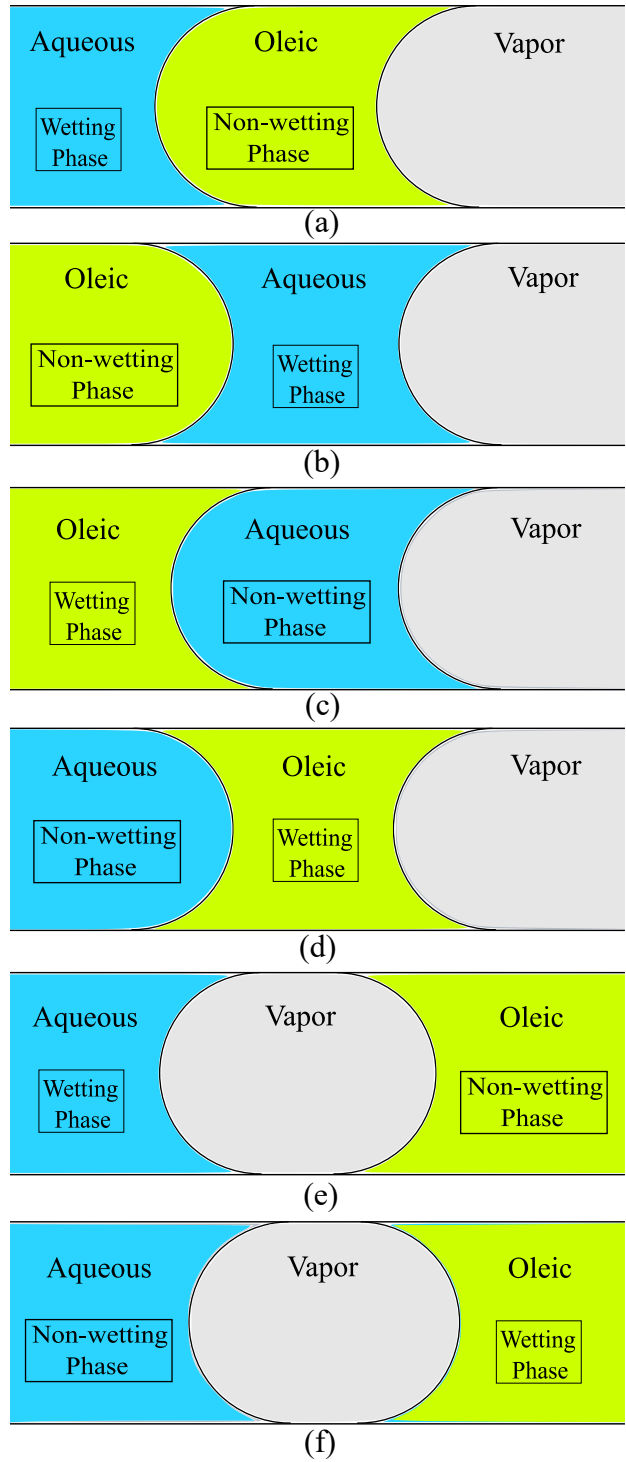 Aqueous
Oleic
Vapor
Wetting
Phase
Non-wetting
Phase
(a)
Oleic
Aqueous
Vapor
Non-wetting
Phase
Wetting
Phase
(b)
Oleic
Aqueous
Vapor
Wetting
Phase
Non-wetting
Phase
(c)
Aqueous
Oleic
Vapor
Non-wetting
Phase
Wetting
Phase
(d)
Aqueous
Vapor
Oleic
Wetting
Phase
Non-wetting
Phase
(e)
Aqueous
Vapor
Oleic
Non-wetting
Phase
Wetting
Phase
(f)